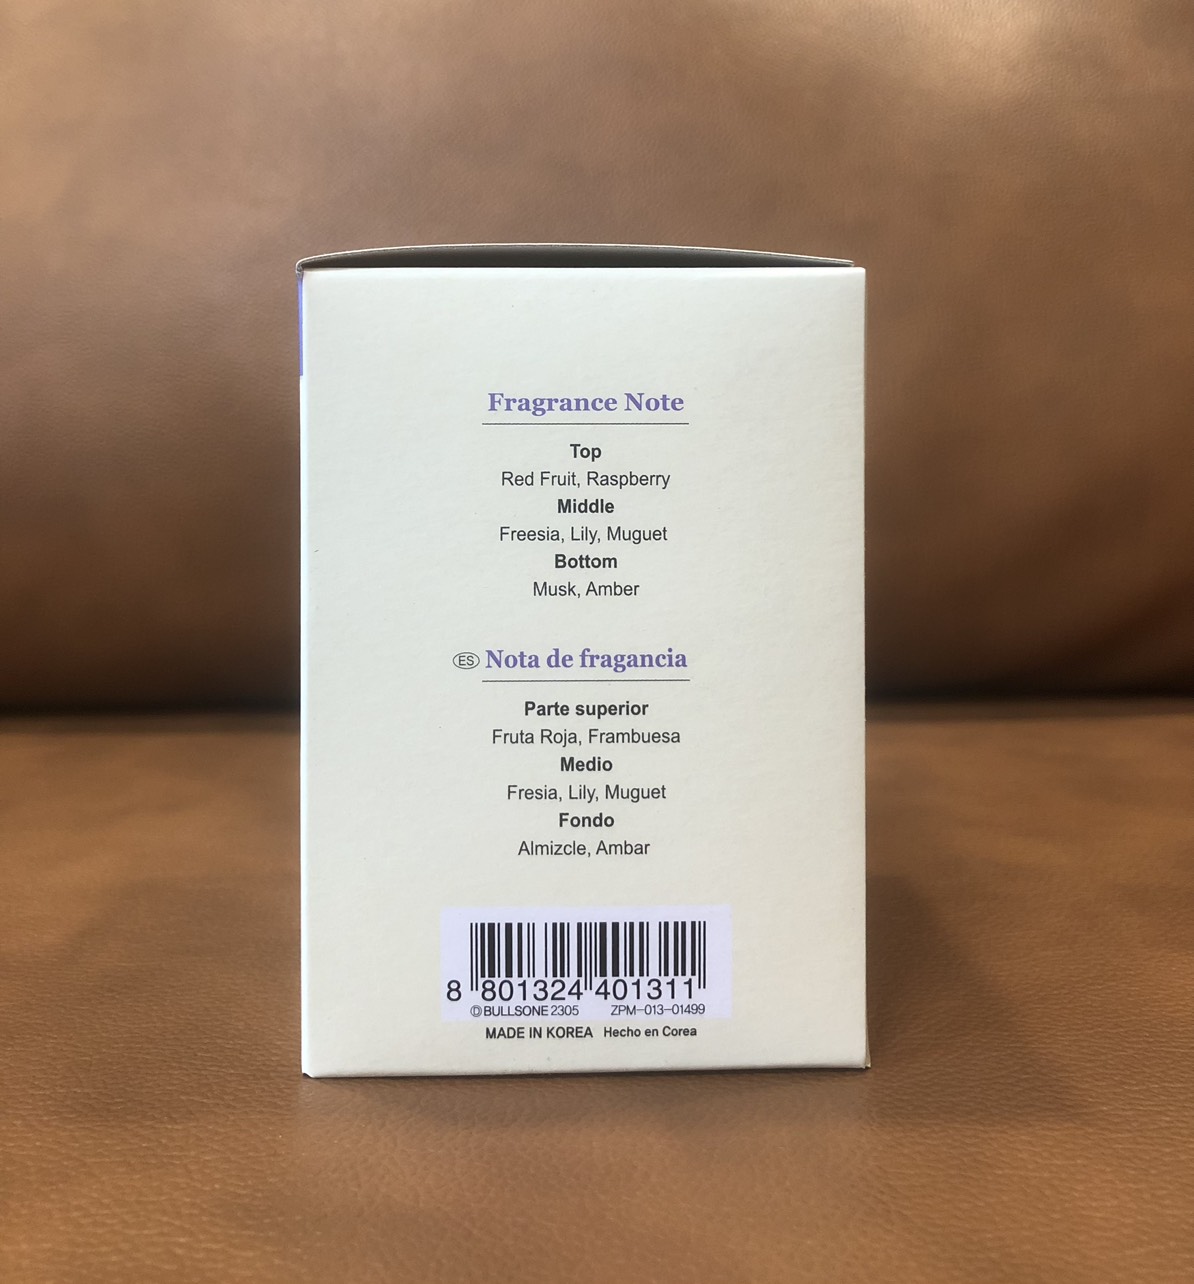 Fragrance Note
Top
Red Fruit, Raspberry
Middle
Freesia, Lily, Muguet
Bottom
Musk, Amber
ES Nota de fragancia
Parte superior
Fruta Roja, Frambuesa
Medio
Fresia, Lily, Muguet
Fondo
Almizcle, Ambar
8 801324 401311
Ⓓ BULLSONE 2305 ZPM-013-01499
MADE IN KOREA Hecho en Corea